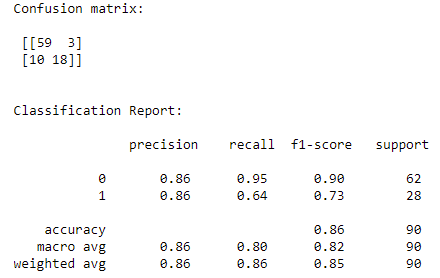 Confusion matrix:
[[59  3]
[10 18]]
Classification Report:
precision    recall  f1-score   support
0       0.86      0.95      0.90        62
1       0.86      0.64      0.73        28
accuracy                           0.86        90
macro avg       0.86      0.80      0.82        90
weighted avg       0.86      0.86      0.85        90